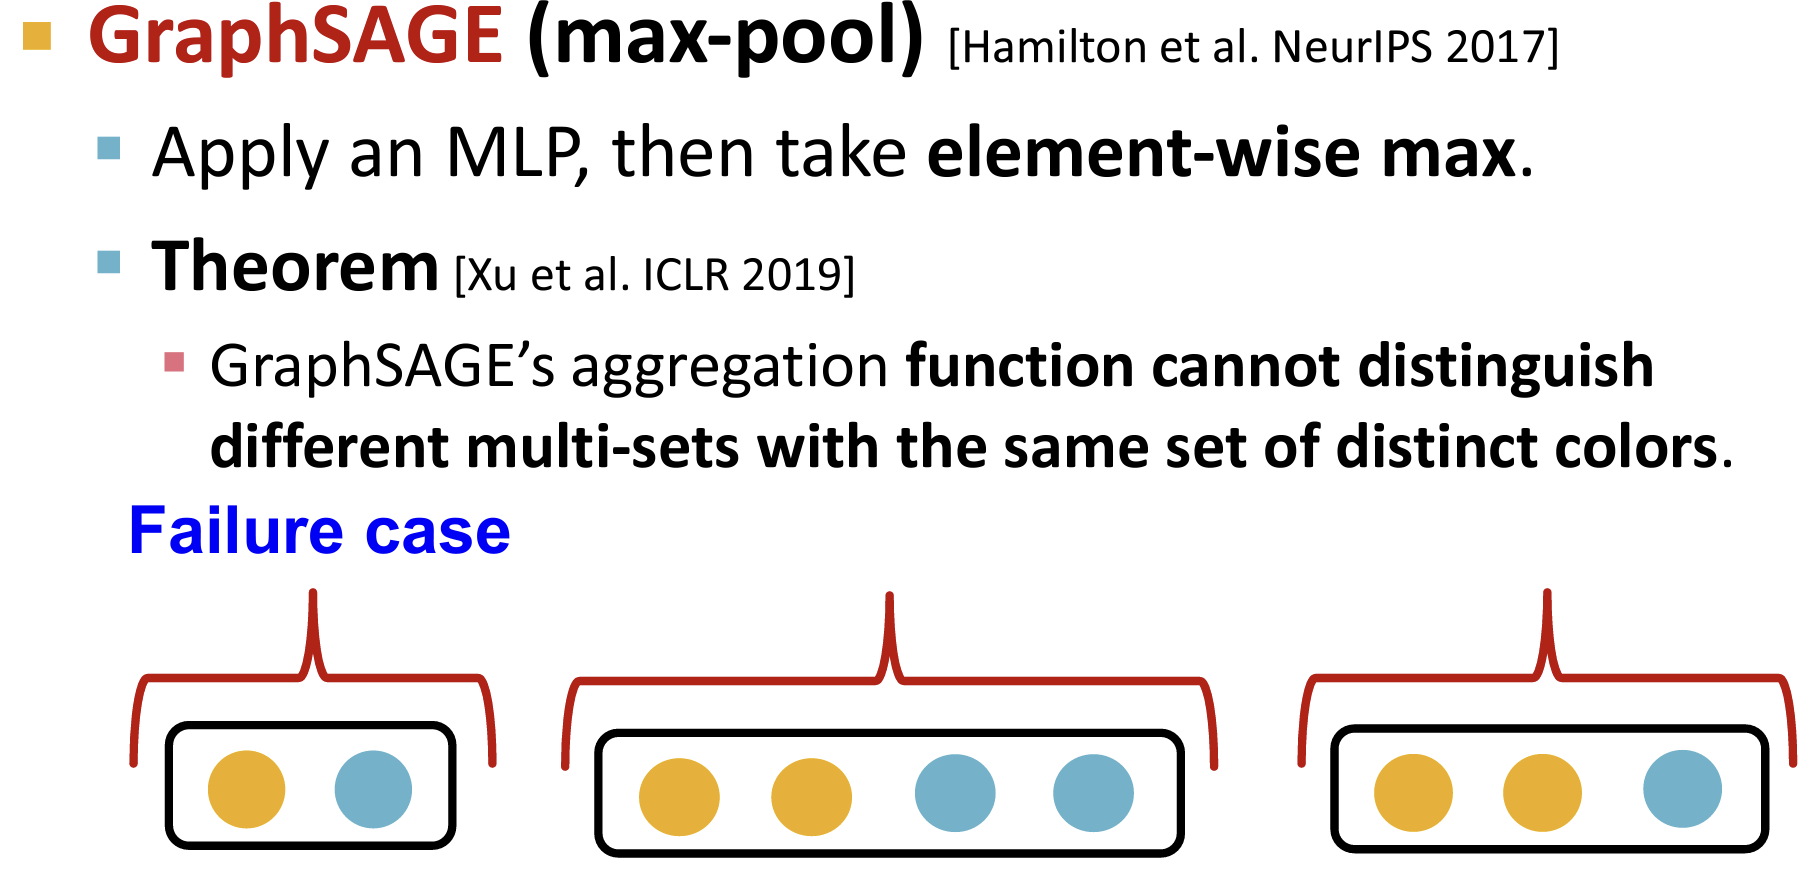 GraphSAGE (max-pool) [Hamilton et al. NeurIPS 2017]
Apply an MLP, then take element-wise max.
Theorem [Xu et al. ICLR 2019]
GraphSAGE’s aggregation function cannot distinguish
different multi-sets with the same set of distinct colors.
Failure case